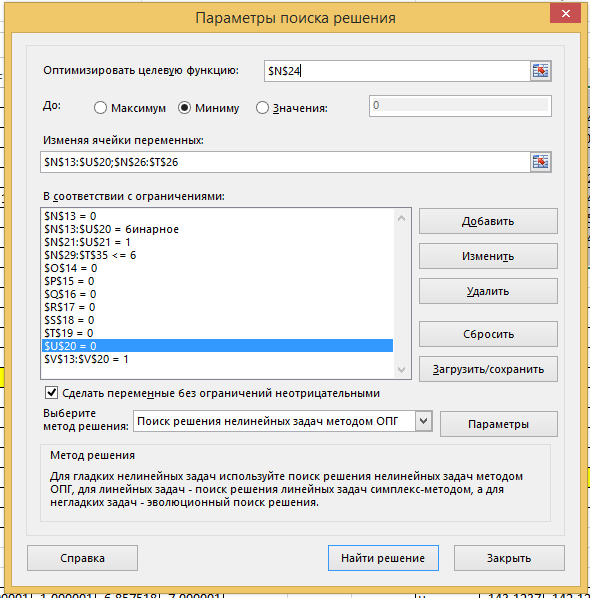 Параметры поиска решения
Оптимизировать целевую функцию: $N$24
До: Максимум Миниму Значения: 0
Изменяя ячейки переменных:
$N$13:$U$20;$N$26:$T$26
В соответствии с ограничениями:
$N$13 = 0
$N$13:$U$20 = бинарное
$N$21:$U$21 = 1
$N$29:$T$35 <= 6
$O$14 = 0
$P$15 = 0
$Q$16 = 0
$R$17 = 0
$S$18 = 0
$T$19 = 0
$U$20 = 0
$V$13:$V$20 = 1
Добавить
Изменить
Удалить
Сбросить
Загрузить/сохранить
Сделать переменные без ограничений неотрицательными
Выберите
метод решения: Поиск решения нелинейных задач методом ОПГ Параметры
Метод решения
Для гладких нелинейных задач используйте поиск решения нелинейных задач методом
ОПГ, для линейных задач - поиск решения линейных задач симплекс-методом, а для
негладких задач - эволюционный поиск решения.
Справка Найти решение Закрыть